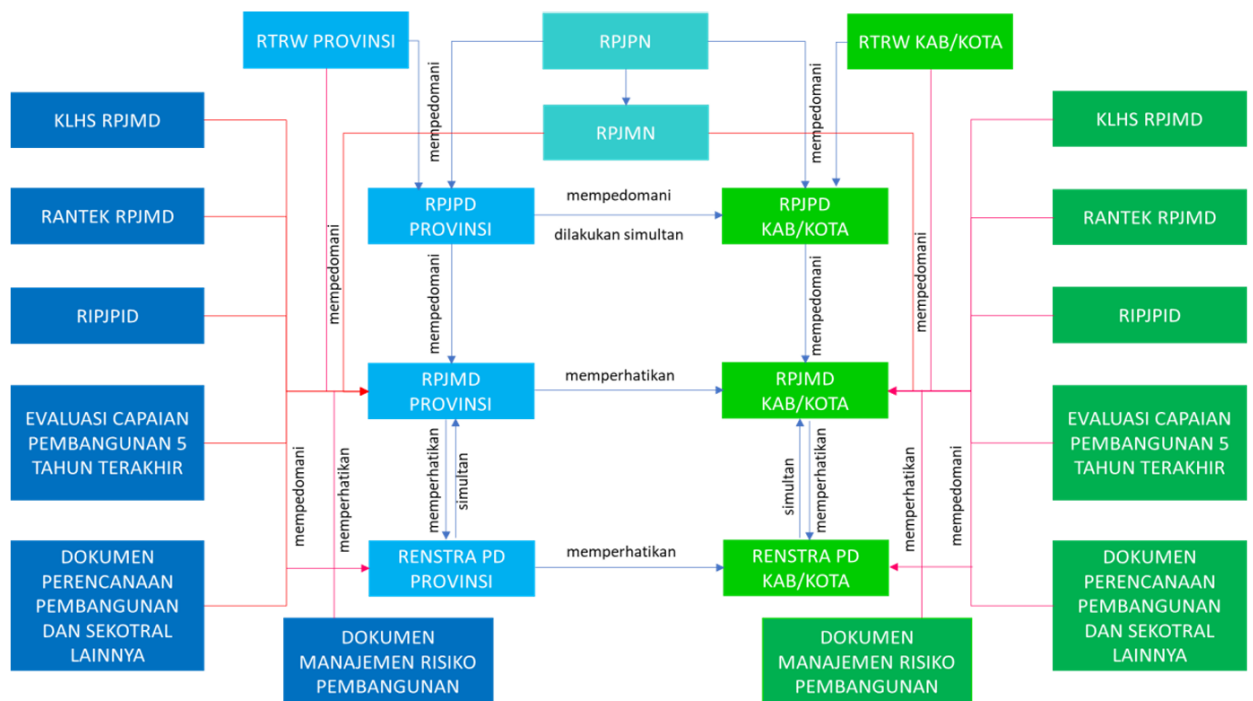 RTRW PROVINSI
RPJPN
RTRW KAB/KOTA
mempedomani
mempedomani
KLHS RPJMD
RPJMN
KLHS RPJMD
RANTEK RPJMD
RPJPD
PROVINSI
mempedomani
dilakukan simultan
RPJPD
KAB/KOTA
RANTEK RPJMD
mempedomani
mempedomani
mempedomani
mempedomani
RIPJPID
RIPJPID
RPJMD
PROVINSI
memperhatikan
RPJMD
KAB/KOTA
EVALUASI CAPAIAN
PEMBANGUNAN 5
TAHUN TERAKHIR
EVALUASI CAPAIAN
PEMBANGUNAN 5
TAHUN TERAKHIR
mempedomani
memperhatikan
memperhatikan
simultan
simultan
memperhatikan
memperhatikan
mempedomani
DOKUMEN
PERENCANAAN
PEMBANGUNAN
DAN SEKOTRAL
LAINNYA
RENSTRA PD
PROVINSI
memperhatikan
RENSTRA PD
KAB/KOTA
DOKUMEN
PERENCANAAN
PEMBANGUNAN
DAN SEKOTRAL
LAINNYA
DOKUMEN
MANAJEMEN RISIKO
PEMBANGUNAN
DOKUMEN
MANAJEMEN RISIKO
PEMBANGUNAN